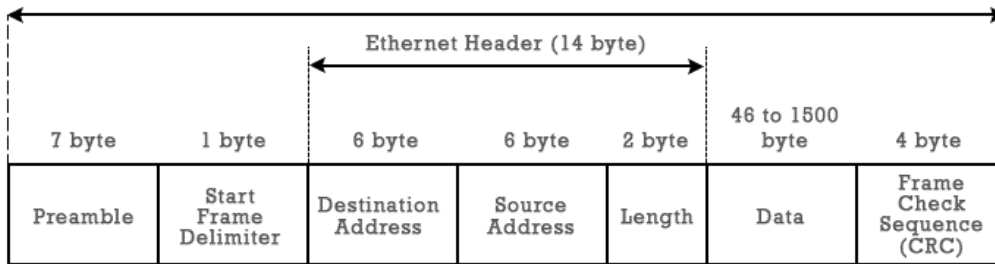 Ethernet Header (14 byte)
7 byte
1 byte
6 byte
6 byte
2 byte
46 to 1500
byte
4 byte
Preamble
Start
Frame
Delimiter
Destination
Address
Source
Address
Length
Data
Frame
Check
Sequence
(CRC)